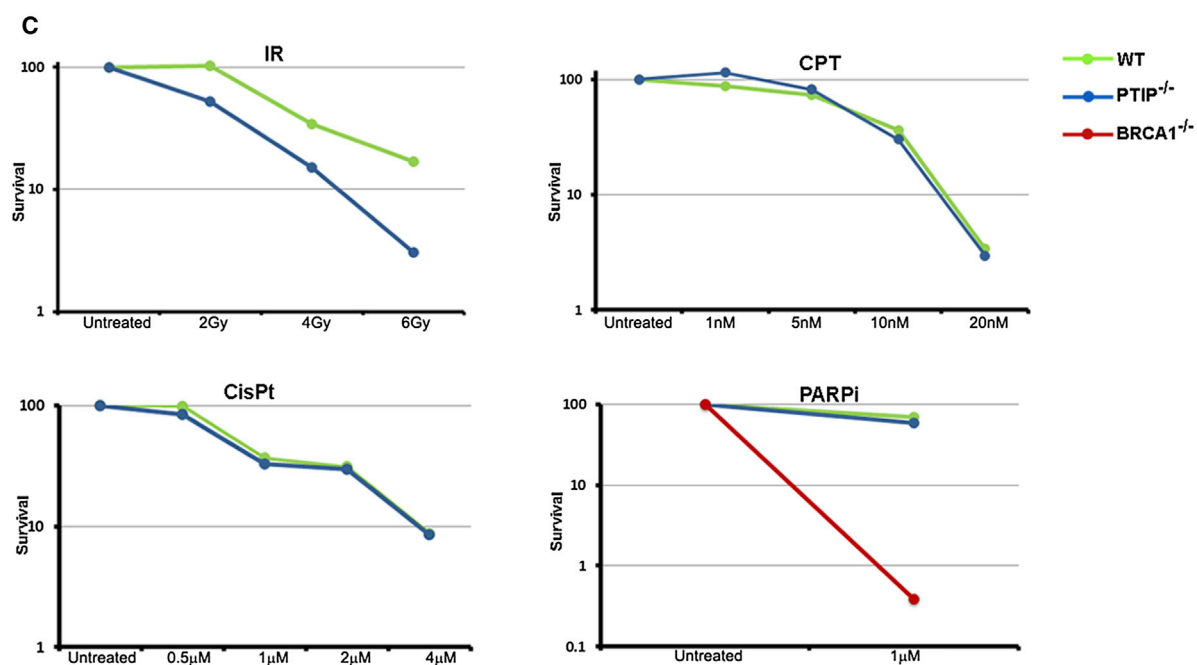 C
IR
100
10
1
Survival
Untreated 2Gy 4Gy 6Gy
CPT
100
10
1
Survival
Untreated 1nM 5nM 10nM 20nM
WT
PTIP-/-
BRCA1-/-
CisPt
100
10
1
Survival
Untreated 0.5µM 1µM 2µM 4µM
PARPi
100
10
1
0.1
Survival
Untreated 1µM